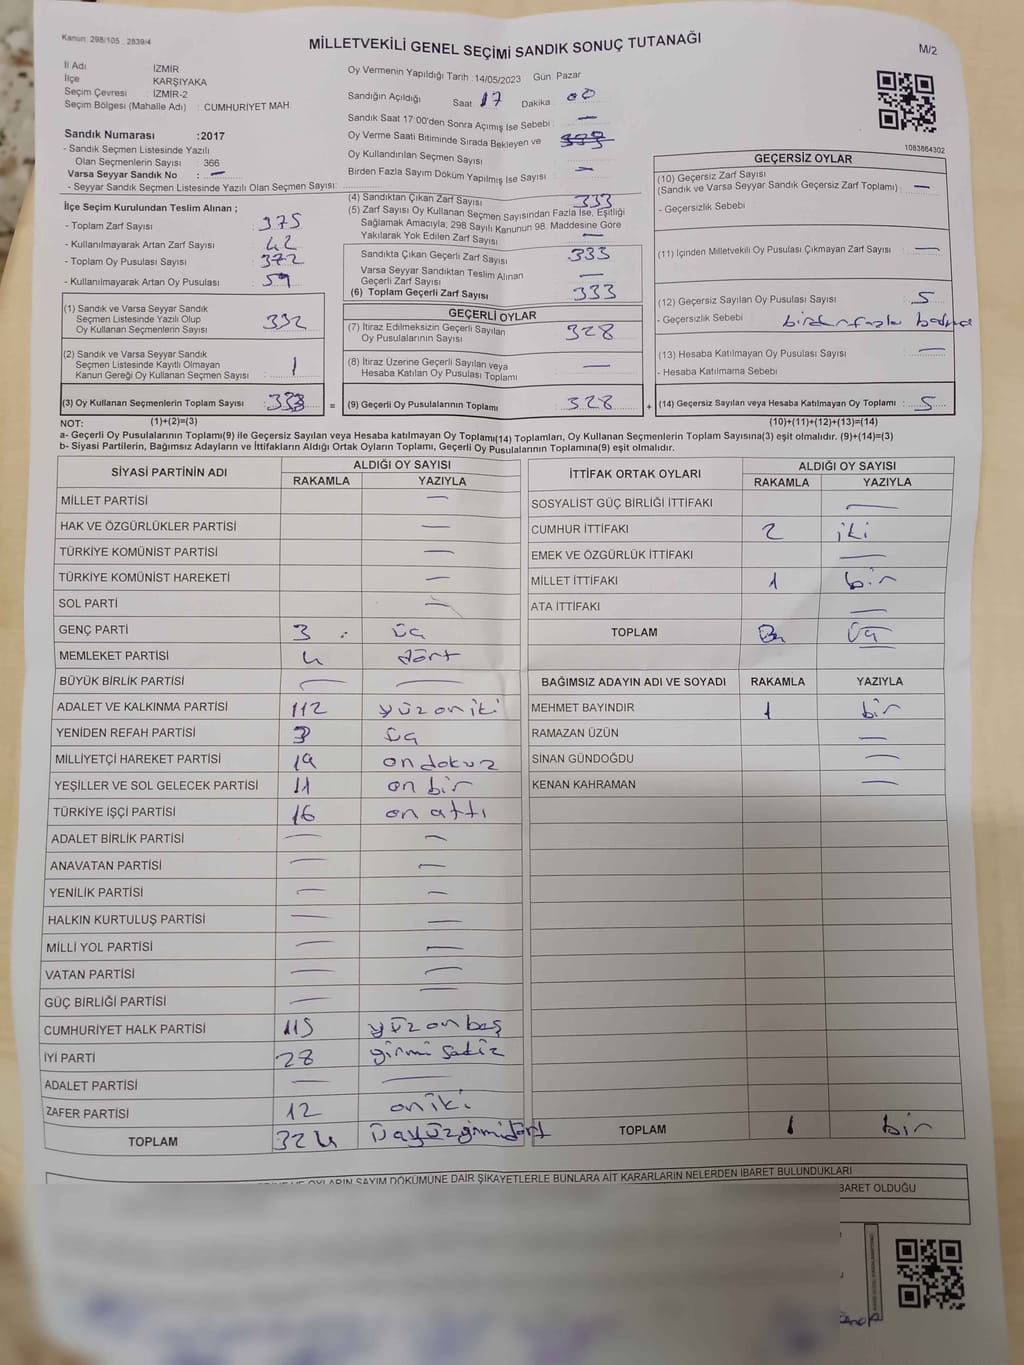 Kanun: 298/105 ; 2839/4
MİLLETVEKİLİ GENEL SEÇİMİ SANDIK SONUÇ TUTANAĞI
M/2
İl Adı İZMİR
İlçe KARŞIYAKA
Seçim Çevresi : İZMİR-2
Seçim Bölgesi (Mahalle Adı) : CUMHURİYET MAH.
Sandık Numarası :2017
- Sandık Seçmen Listesinde Yazılı
Olan Seçmenlerin Sayısı : 366
Varsa Seyyar Sandık No : —
- Seyyar Sandık Seçmen Listesinde Yazılı Olan Seçmen Sayısı:
Oy Vermenin Yapıldığı Tarih :14/05/2023 Gün: Pazar
Sandığın Açıldığı Saat 17 Dakika 00
Sandık Saat 17:00'den Sonra Açımış İse Sebebi : —
Oy Verme Saati Bitiminde Sırada Bekleyen ve
Oy Kullandırılan Seçmen Sayısı
Birden Fazla Sayım Döküm Yapılmış İse Sayısı —
1083864302
İlçe Seçim Kurulundan Teslim Alınan ;
- Toplam Zarf Sayısı : 375
- Kullanılmayarak Artan Zarf Sayısı : 42
- Toplam Oy Pusulası Sayısı : 372
- Kullanılmayarak Artan Oy Pusulası : 59
(1) Sandık ve Varsa Seyyar Sandık
Seçmen Listesinde Yazılı Olup
Oy Kullanan Seçmenlerin Sayısı 332
(2) Sandık ve Varsa Seyyar Sandık
Seçmen Listesinde Kayıtlı Olmayan
Kanun Gereği Oy Kullanan Seçmen Sayısı 1
(3) Oy Kullanan Seçmenlerin Toplam Sayısı : 333 =
(4) Sandıktan Çıkan Zarf Sayısı 333
(5) Zarf Sayısı Oy Kullanan Seçmen Sayısından Fazla İse, Eşitliği
Sağlamak Amacıyla, 298 Sayılı Kanunun 98. Maddesine Göre
Yakılarak Yok Edilen Zarf Sayısı —
Sandıkta Çıkan Geçerli Zarf Sayısı 333
Varsa Seyyar Sandıktan Teslim Alınan
Geçerli Zarf Sayısı —
(6) Toplam Geçerli Zarf Sayısı 333
GEÇERLİ OYLAR
(7) İtiraz Edilmeksizin Geçerli Sayılan
Oy Pusulalarının Sayısı 328
(8) İtiraz Üzerine Geçerli Sayılan veya
Hesaba Katılan Oy Pusulası Toplamı —
(9) Geçerli Oy Pusulalarının Toplamı 328 +
GEÇERSİZ OYLAR
(10) Geçersiz Zarf Sayısı
(Sandık ve Varsa Seyyar Sandık Geçersiz Zarf Toplamı) : —
- Geçersizlik Sebebi
(11) İçinden Milletvekili Oy Pusulası Çıkmayan Zarf Sayısı : —
(12) Geçersiz Sayılan Oy Pusulası Sayısı : 5
- Geçersizlik Sebebi : birden fazla
(13) Hesaba Katılmayan Oy Pusulası Sayısı : —
- Hesaba Katılmama Sebebi
(14) Geçersiz Sayılan veya Hesaba Katılmayan Oy Toplamı : 5
NOT: (1)+(2)=(3) (10)+(11)+(12)+(13)=(14)
a- Geçerli Oy Pusulalarının Toplamı(9) ile Geçersiz Sayılan veya Hesaba katılmayan Oy Toplamı(14) Toplamları, Oy Kullanan Seçmenlerin Toplam Sayısına(3) eşit olmalıdır. (9)+(14)=(3)
b- Siyasi Partilerin, Bağımsız Adayların ve İttifakların Aldığı Ortak Oyların Toplamı, Geçerli Oy Pusulalarının Toplamına(9) eşit olmalıdır.
SİYASİ PARTİNİN ADI ALDIĞI OY SAYISI
RAKAMLA YAZIYLA
MİLLET PARTİSİ —
HAK VE ÖZGÜRLÜKLER PARTİSİ —
TÜRKİYE KOMÜNİST PARTİSİ —
TÜRKİYE KOMÜNİST HAREKETİ —
SOL PARTİ —
GENÇ PARTİ 3 üç
MEMLEKET PARTİSİ 4 dört
BÜYÜK BİRLİK PARTİSİ — —
ADALET VE KALKINMA PARTİSİ 112 yüzoniki
YENİDEN REFAH PARTİSİ 3 üç
MİLLİYETÇİ HAREKET PARTİSİ 19 ondokuz
YEŞİLLER VE SOL GELECEK PARTİSİ 11 on bir
TÜRKİYE İŞÇİ PARTİSİ 16 on altı
ADALET BİRLİK PARTİSİ — —
ANAVATAN PARTİSİ — —
YENİLİK PARTİSİ — —
HALKIN KURTULUŞ PARTİSİ — —
MİLLİ YOL PARTİSİ — —
VATAN PARTİSİ — —
GÜÇ BİRLİĞİ PARTİSİ — —
CUMHURİYET HALK PARTİSİ 115 yüzonbeş
İYİ PARTİ 28 yirmi sekiz
ADALET PARTİSİ — —
ZAFER PARTİSİ 12 oniki
TOPLAM 324 Üçyüzyirmidört
İTTİFAK ORTAK OYLARI ALDIĞI OY SAYISI
RAKAMLA YAZIYLA
SOSYALİST GÜÇ BİRLİĞİ İTTİFAKI —
CUMHUR İTTİFAKI 2 iki
EMEK VE ÖZGÜRLÜK İTTİFAKI —
MİLLET İTTİFAKI 1 bir
ATA İTTİFAKI —
TOPLAM 3 üç
BAĞIMSIZ ADAYIN ADI VE SOYADI RAKAMLA YAZIYLA
MEHMET BAYINDIR 1 bir
RAMAZAN ÜZÜN —
SİNAN GÜNDOĞDU —
KENAN KAHRAMAN —
TOPLAM 1 bir
OYLARIN SAYIM DÖKÜMÜNE DAİR ŞİKAYETLERLE BUNLARA AİT KARARLARIN NELERDEN İBARET BULUNDUKLARI
İBARET OLDUĞU